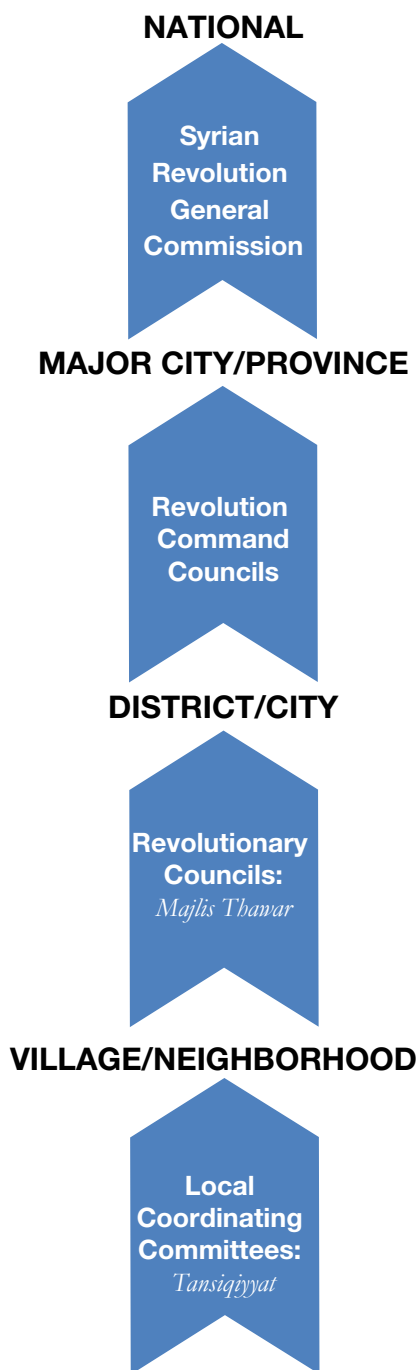 NATIONAL
Syrian
Revolution
General
Commission
MAJOR CITY/PROVINCE
Revolution
Command
Councils
DISTRICT/CITY
Revolutionary
Councils:
Majlis Thawar
VILLAGE/NEIGHBORHOOD
Local
Coordinating
Committees:
Tansiqiyyat